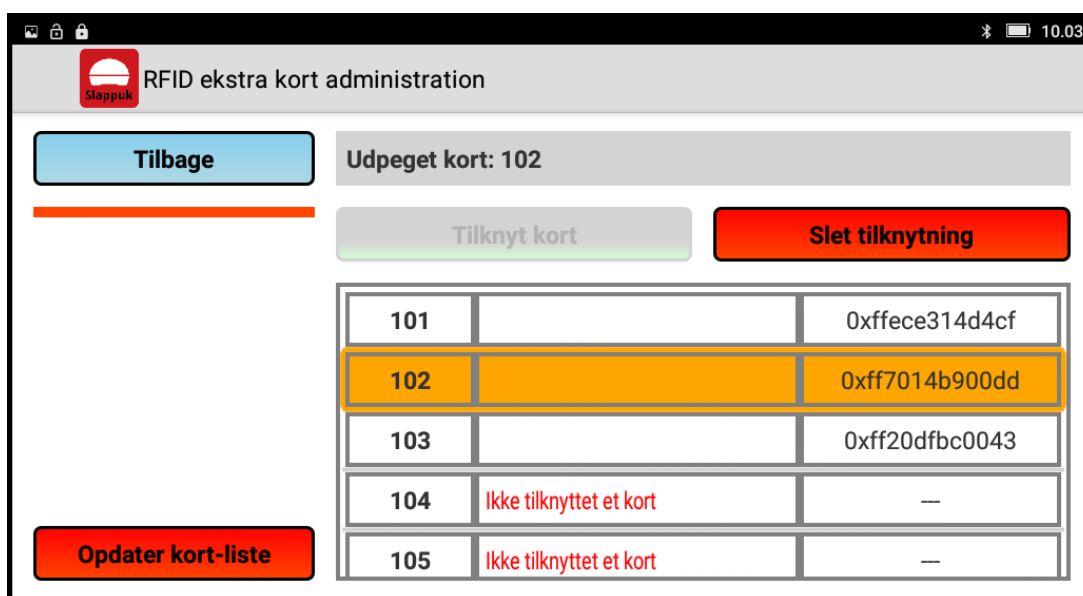 10.03
Slappuk
RFID ekstra kort administration
Tilbage
Udpeget kort: 102
Tilknyt kort
Slet tilknytning
101 0xffece314d4cf
102 0xff7014b900dd
103 0xff20dfbc0043
104 Ikke tilknyttet et kort ---
105 Ikke tilknyttet et kort ---
Opdater kort-liste